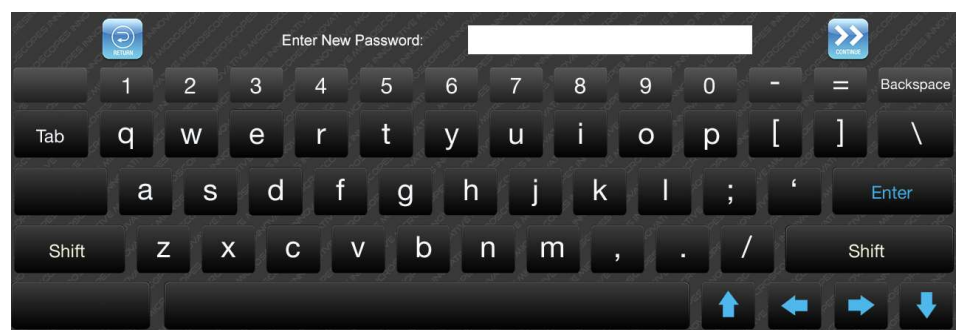 RETURN Enter New Password: CONTINUE
1 2 3 4 5 6 7 8 9 0 - = Backspace
Tab q w e r t y u i o p [ ] \
a s d f g h j k l ; ‘ Enter
Shift z x c v b n m , . / Shift